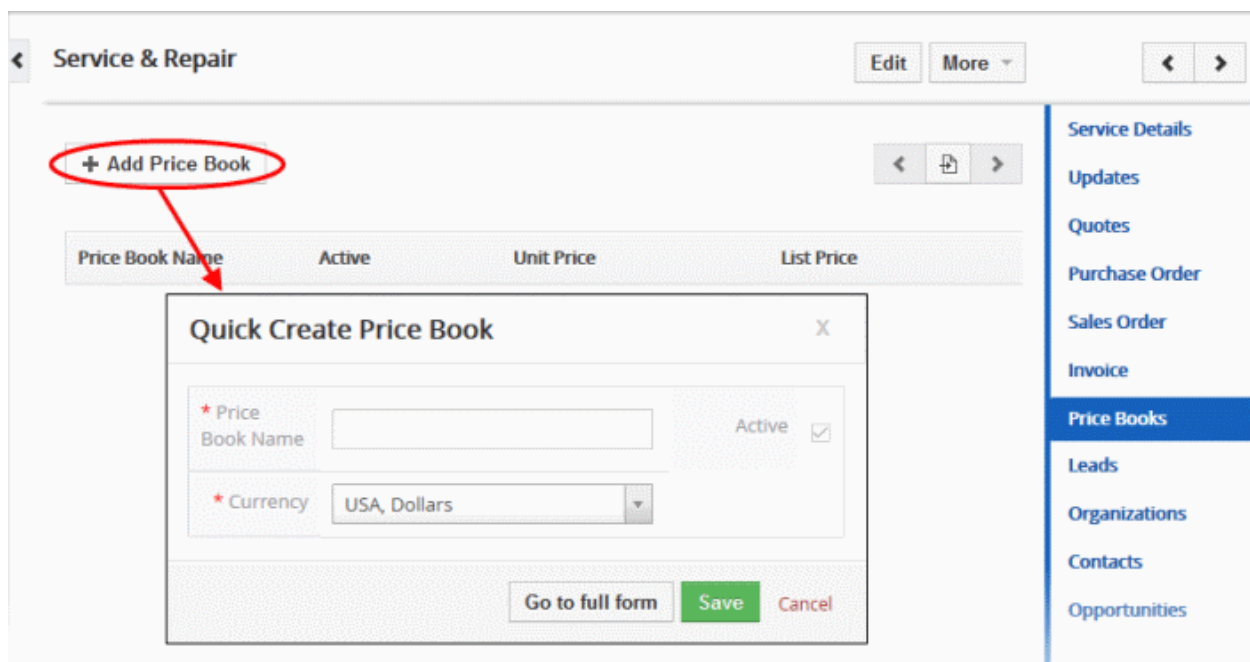 Service & Repair
Edit
More
+ Add Price Book
Price Book Name Active Unit Price List Price
Quick Create Price Book
X
* Price
Book Name
Active
* Currency
USA, Dollars
Go to full form
Save
Cancel
Service Details
Updates
Quotes
Purchase Order
Sales Order
Invoice
Price Books
Leads
Organizations
Contacts
Opportunities